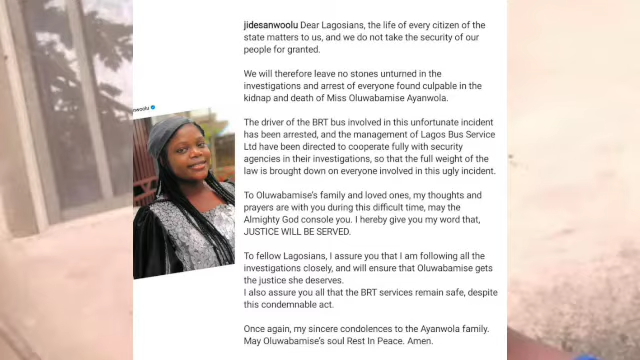 jidesanwoolu Dear Lagosians, the life of every citizen of the
state matters to us, and we do not take the security of our
people for granted.
We will therefore leave no stones unturned in the
investigations and arrest of everyone found culpable in the
kidnap and death of Miss Oluwabamise Ayanwola.
The driver of the BRT bus involved in this unfortunate incident
has been arrested, and the management of Lagos Bus Service
Ltd have been directed to cooperate fully with security
agencies in their investigations, so that the full weight of the
law is brought down on everyone involved in this ugly incident.
To Oluwabamise's family and loved ones, my thoughts and
prayers are with you during this difficult time, may the
Almighty God console you. I hereby give you my word that,
JUSTICE WILL BE SERVED.
To fellow Lagosians, I assure you that I am following all the
investigations closely, and will ensure that Oluwabamise gets
the justice she deserves.
I also assure you all that the BRT services remain safe, despite
this condemnable act.
Once again, my sincere condolences to the Ayanwola family.
May Oluwabamise's soul Rest In Peace. Amen.